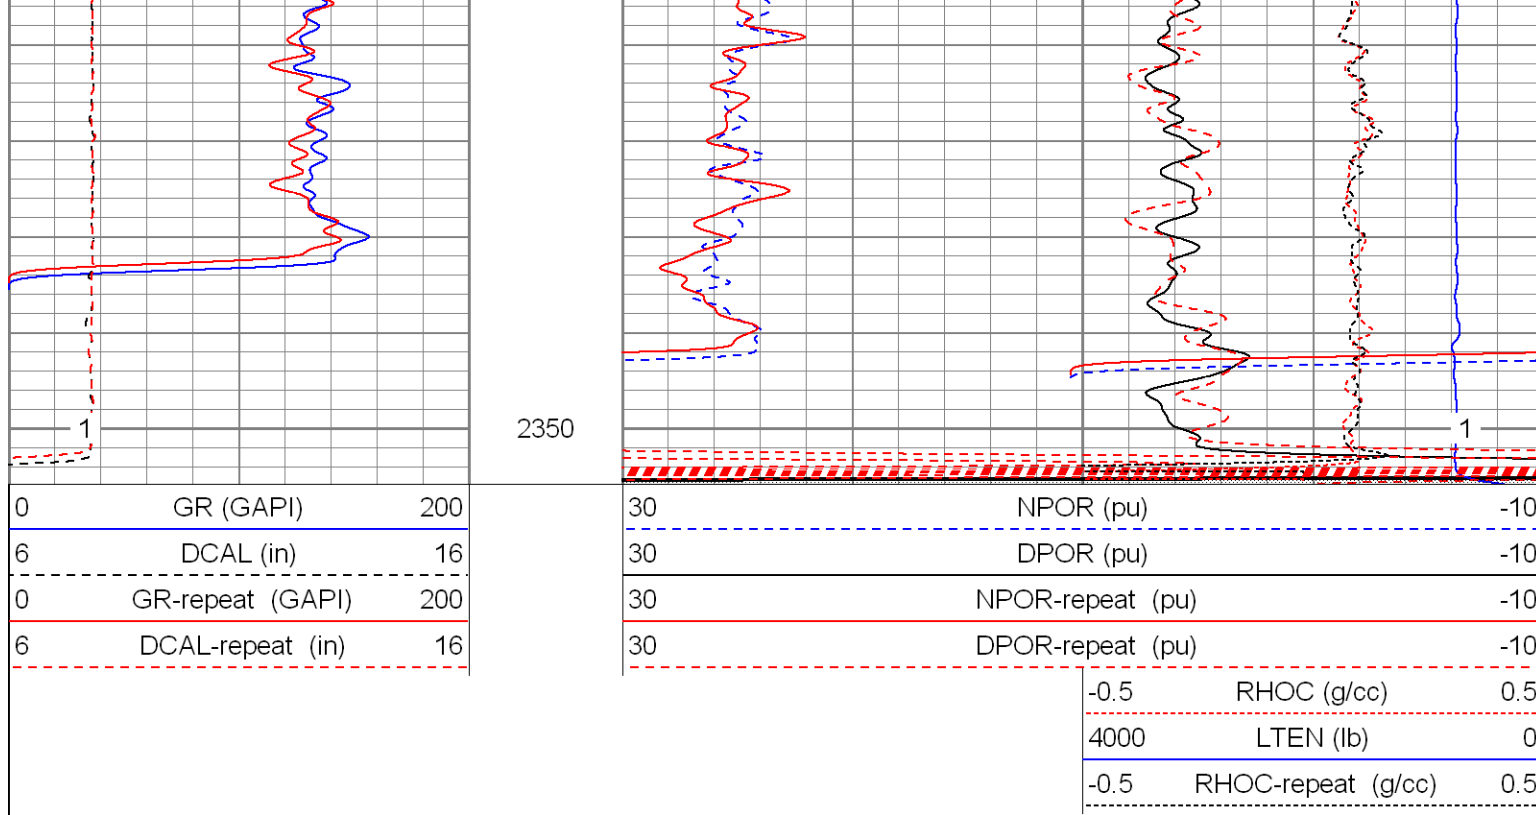 1 2350 1
0 GR (GAPI) 200 30 NPOR (pu) -10
6 DCAL (in) 16 30 DPOR (pu) -10
0 GR-repeat (GAPI) 200 30 NPOR-repeat (pu) -10
6 DCAL-repeat (in) 16 30 DPOR-repeat (pu) -10
-0.5 RHOC (g/cc) 0.5
4000 LTEN (lb) 0
-0.5 RHOC-repeat (g/cc) 0.5